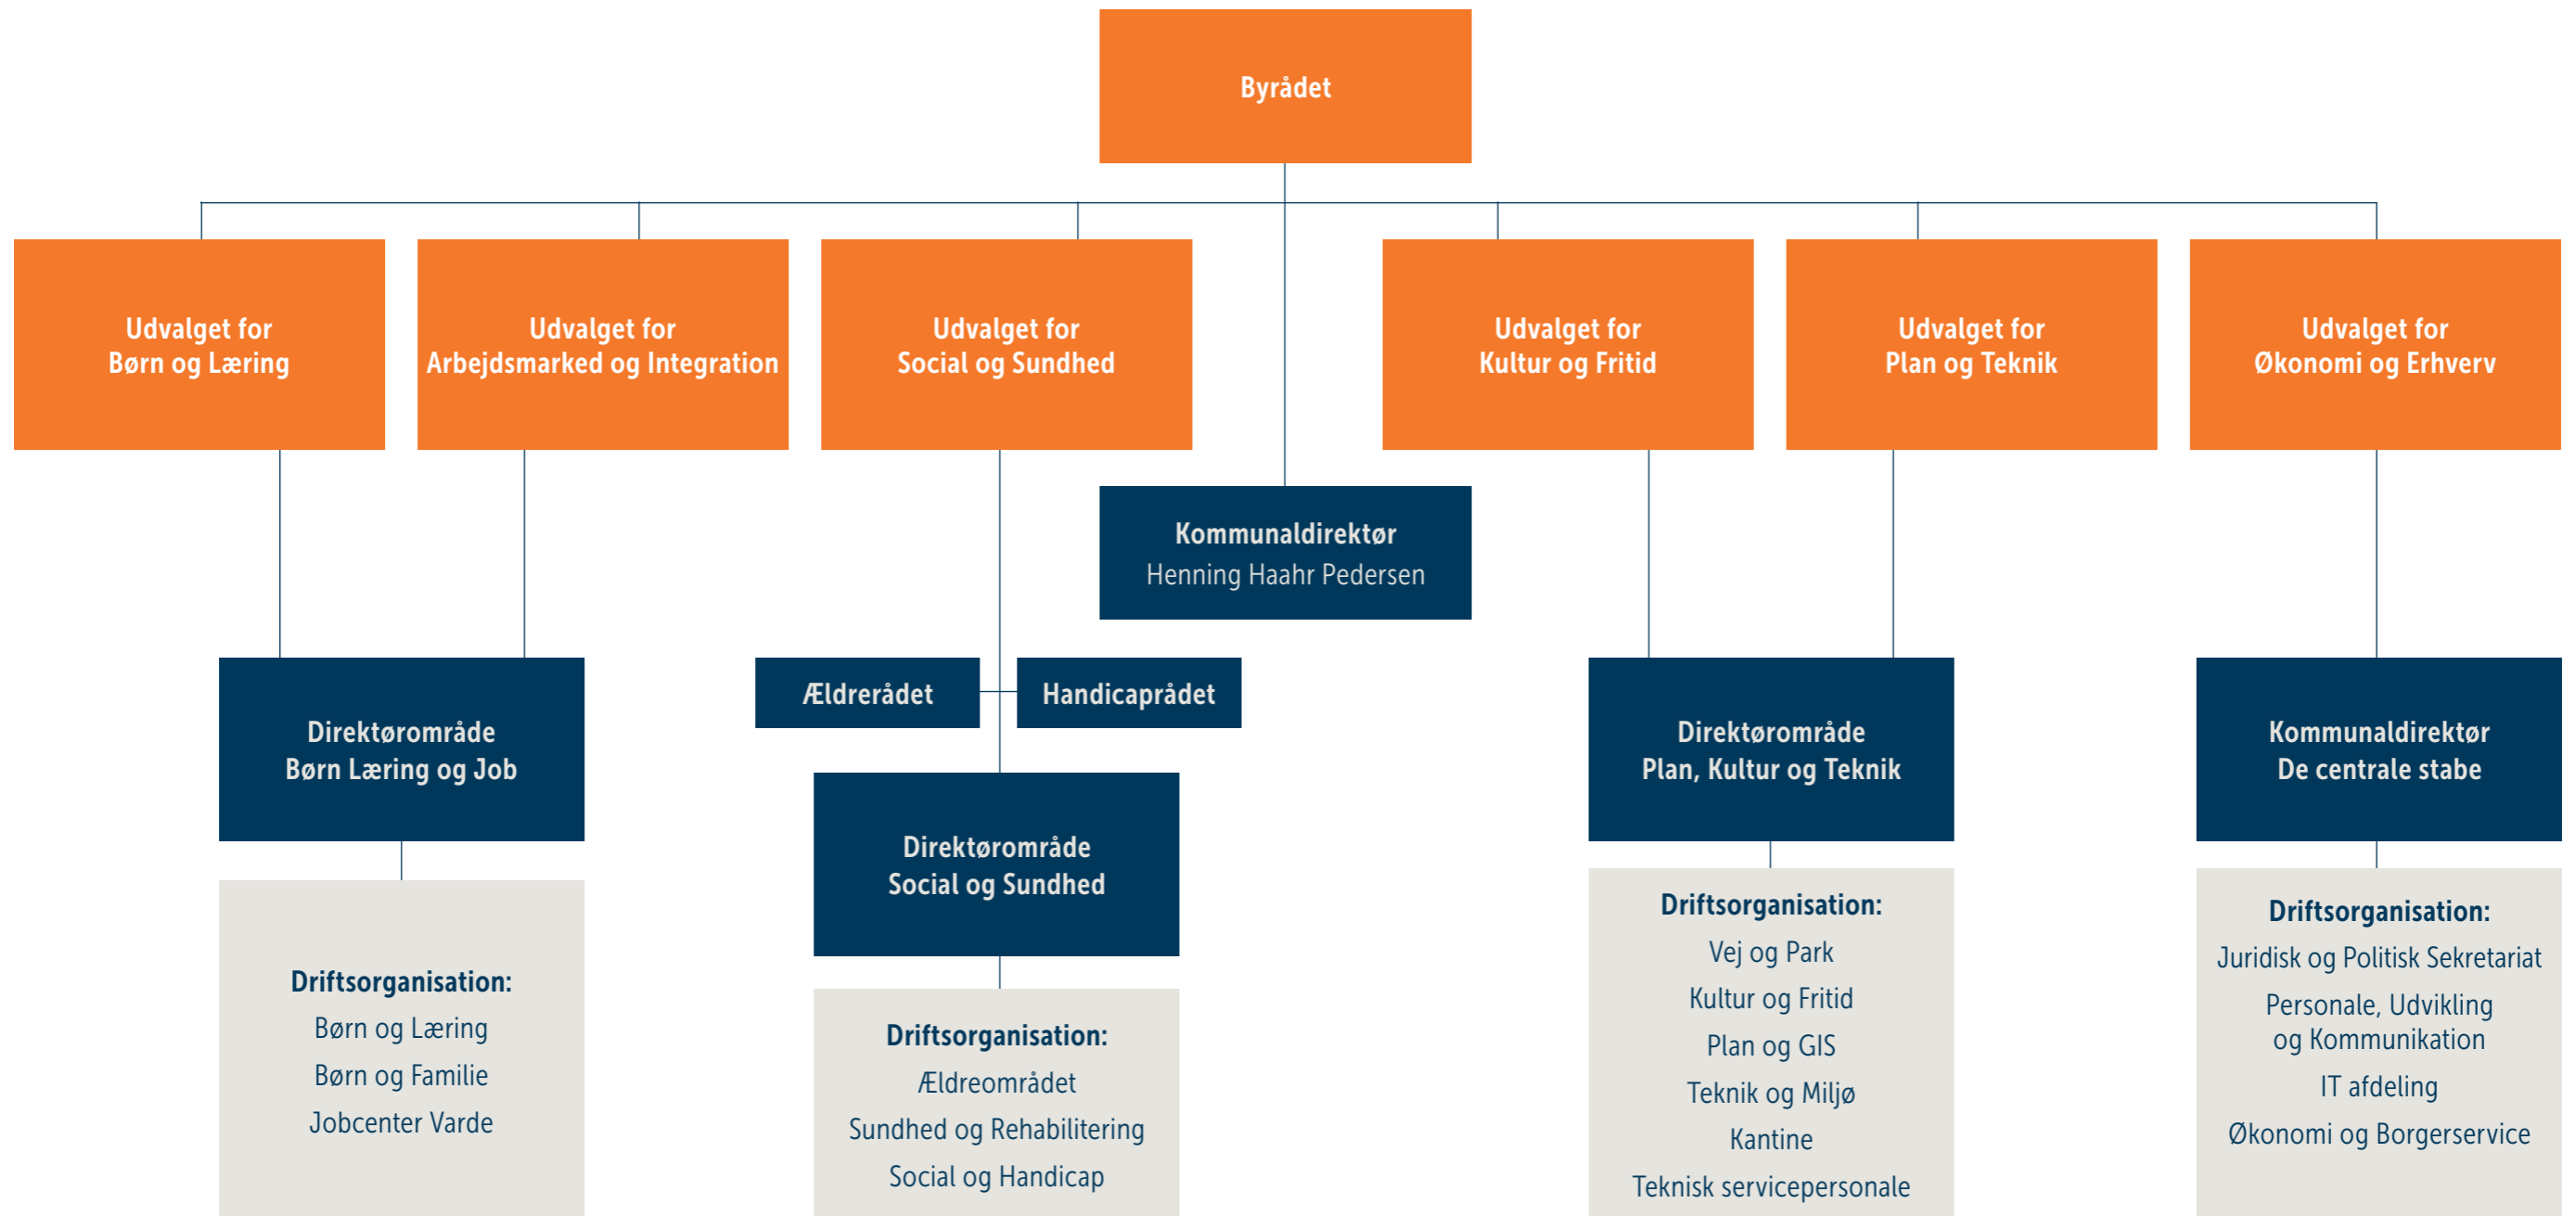 Byrådet
Udvalget for
Børn og Læring
Udvalget for
Arbejdsmarked og Integration
Udvalget for
Social og Sundhed
Udvalget for
Kultur og Fritid
Udvalget for
Plan og Teknik
Udvalget for
Økonomi og Erhverv
Kommunaldirektør
Henning Haahr Pedersen
Ældrerådet
Handicaprådet
Direktørområde
Børn Læring og Job
Direktørområde
Social og Sundhed
Direktørområde
Plan, Kultur og Teknik
Kommunaldirektør
De centrale stabe
Driftsorganisation:
Børn og Læring
Børn og Familie
Jobcenter Varde
Driftsorganisation:
Ældreområdet
Sundhed og Rehabilitering
Social og Handicap
Driftsorganisation:
Vej og Park
Kultur og Fritid
Plan og GIS
Teknik og Miljø
Kantine
Teknisk servicepersonale
Driftsorganisation:
Juridisk og Politisk Sekretariat
Personale, Udvikling
og Kommunikation
IT afdeling
Økonomi og Borgerservice